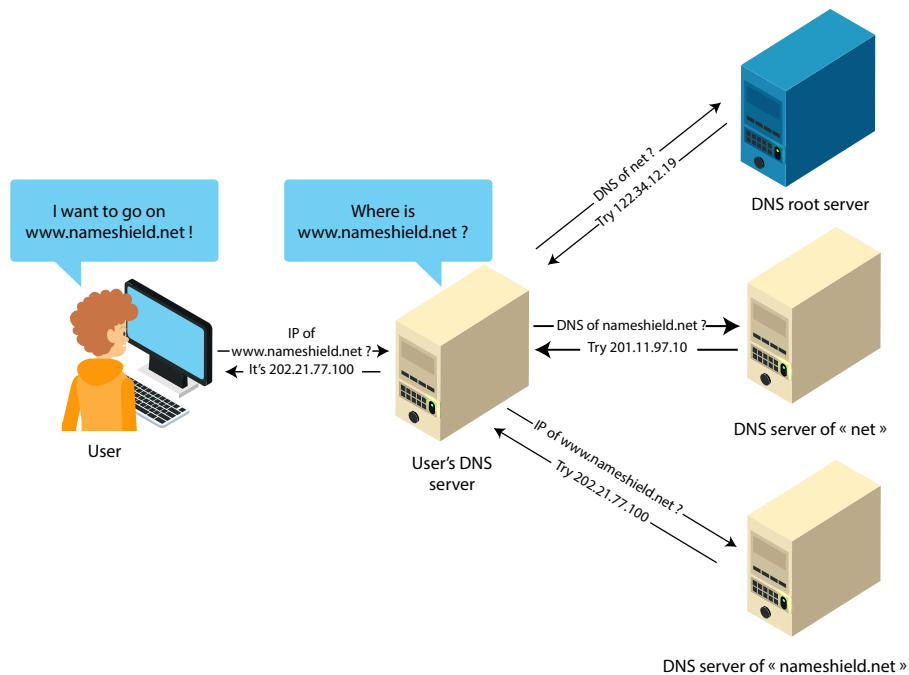 I want to go on
www.nameshield.net !
User
IP of
www.nameshield.net ?
It's 202.21.77.100
Where is
www.nameshield.net ?
User's DNS
server
DNS of net ?
Try 122.34.12.19
DNS root server
DNS of nameshield.net ?
Try 201.11.97.10
DNS server of « net »
IP of www.nameshield.net ?
Try 202.21.77.100
DNS server of « nameshield.net »